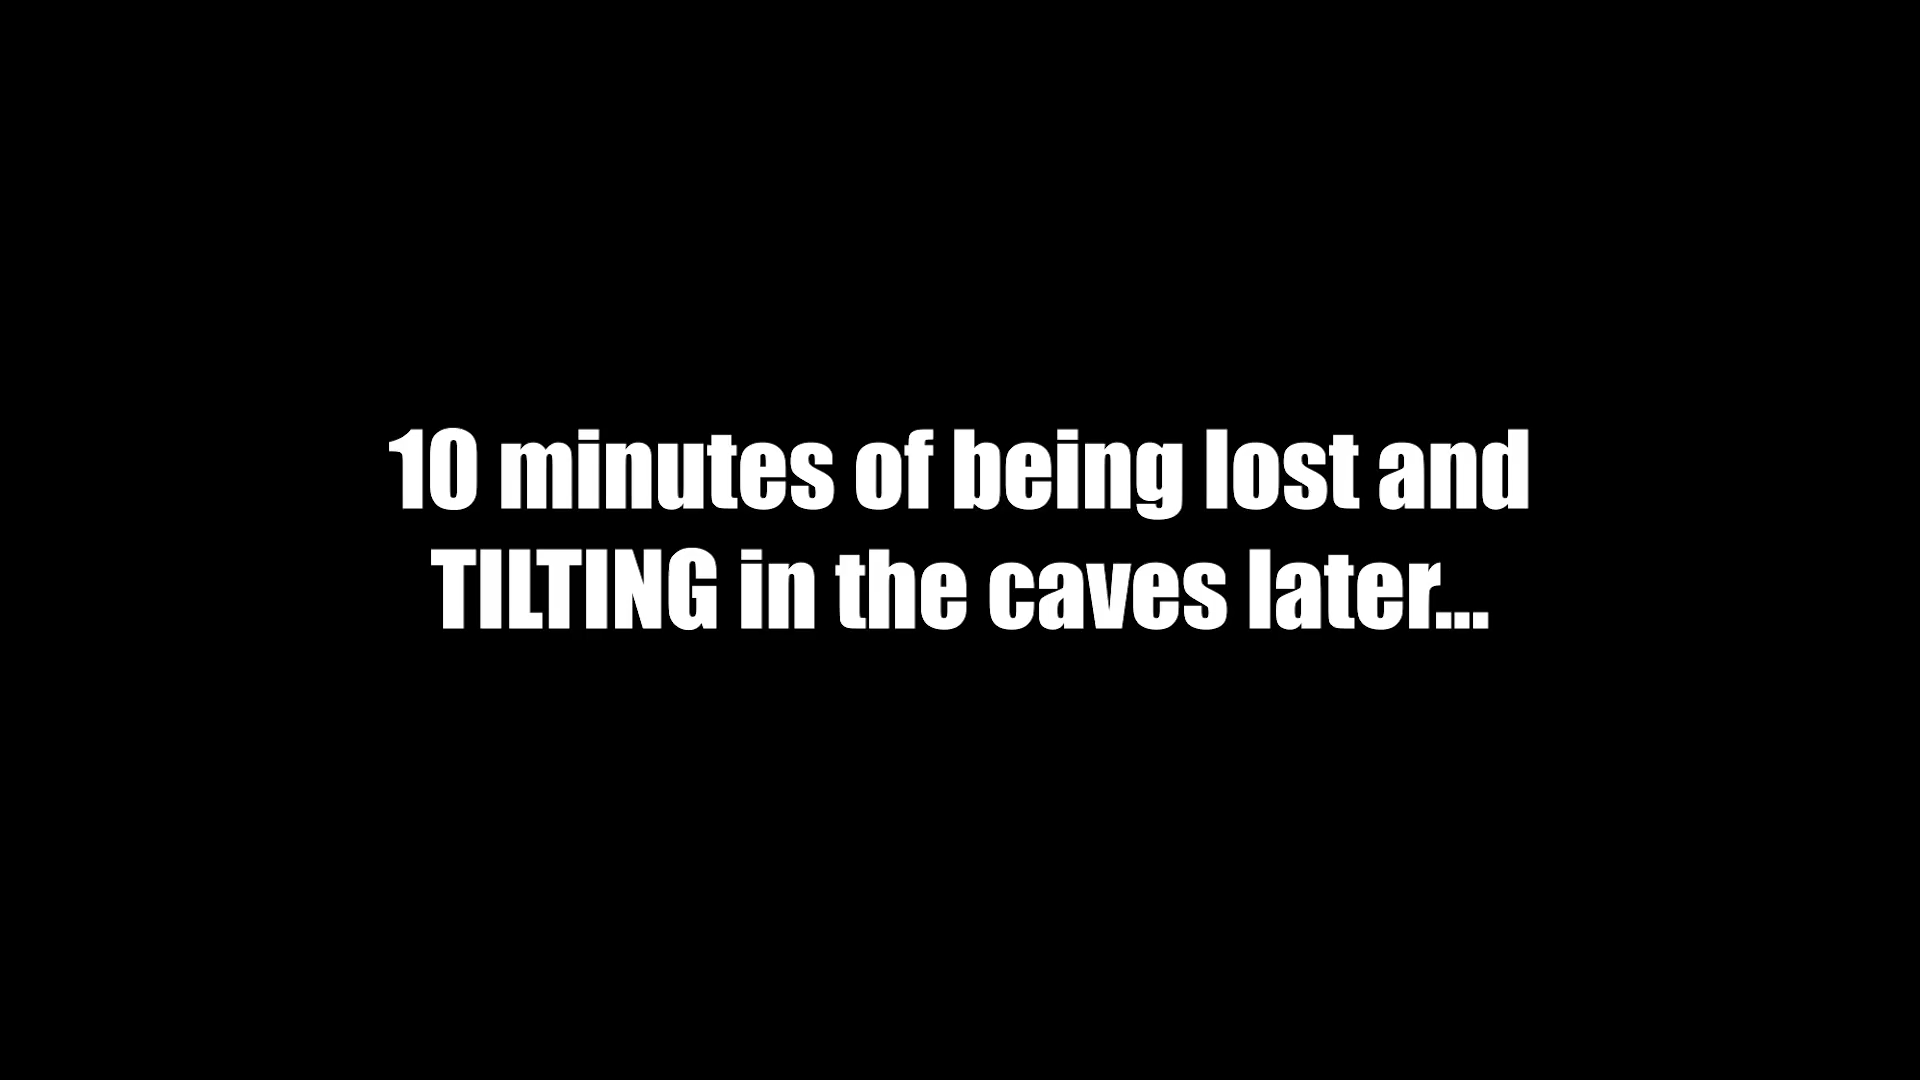 10 minutes of being lost and
TILTING in the caves later...